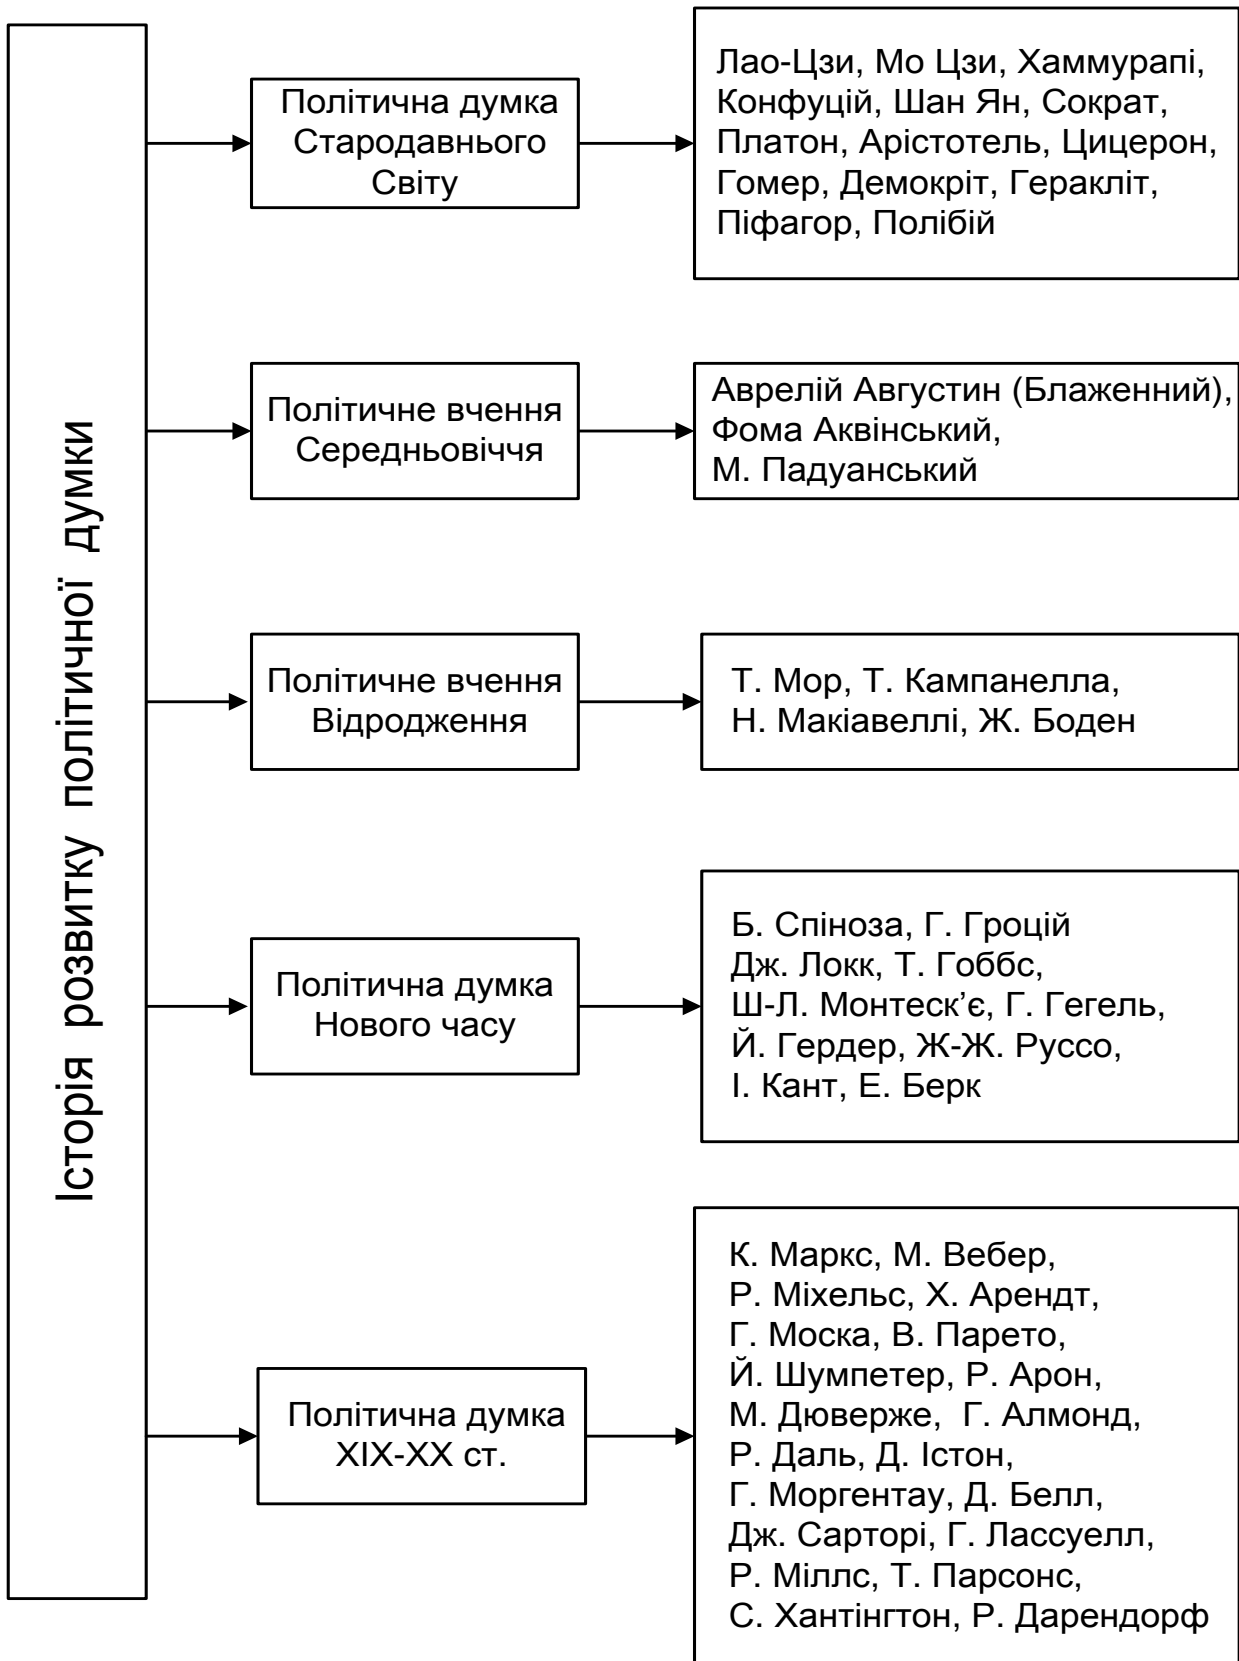 Історія розвитку політичної думки
Політична думка
Стародавнього
Світу
Лао-Цзи, Мо Цзи, Хаммурапі,
Конфуцій, Шан Ян, Сократ,
Платон, Арістотель, Цицерон,
Гомер, Демокріт, Геракліт,
Піфагор, Полібій
Політичне вчення
Середньовіччя
Аврелій Августин (Блаженний),
Фома Аквінський,
М. Падуанський
Політичне вчення
Відродження
Т. Мор, Т. Кампанелла,
Н. Макіавеллі, Ж. Боден
Політична думка
Нового часу
Б. Спіноза, Г. Гроцій
Дж. Локк, Т. Гоббс,
Ш-Л. Монтеск’є, Г. Гегель,
Й. Гердер, Ж-Ж. Руссо,
І. Кант, Е. Берк
Політична думка
XIX-XX ст.
К. Маркс, М. Вебер,
Р. Міхельс, Х. Арендт,
Г. Моска, В. Парето,
Й. Шумпетер, Р. Арон,
М. Дюверже, Г. Алмонд,
Р. Даль, Д. Істон,
Г. Моргентау, Д. Белл,
Дж. Сарторі, Г. Лассуелл,
Р. Міллс, Т. Парсонс,
С. Хантінгтон, Р. Дарендорф